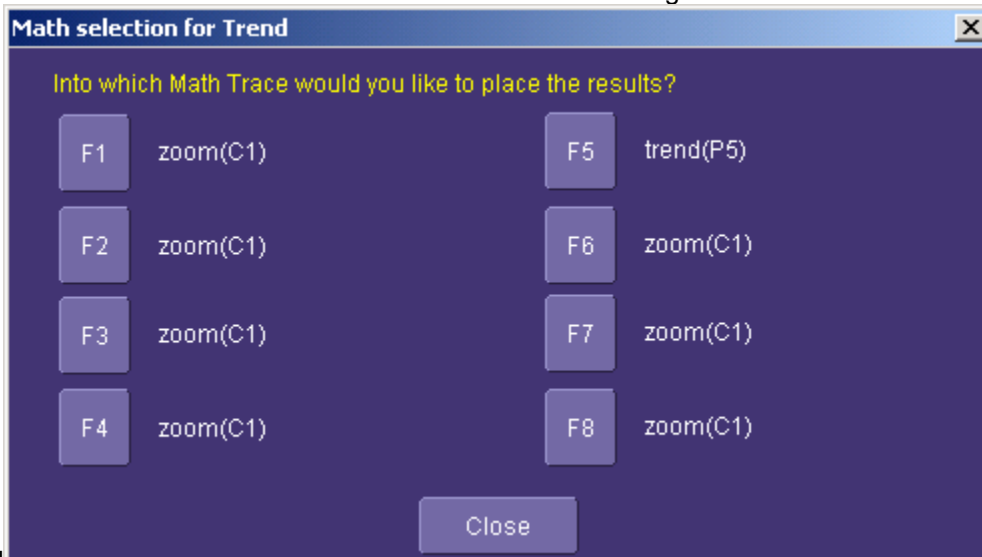 Math selection for Trend
Into which Math Trace would you like to place the results?
F1 zoom(C1)
F5 trend(P5)
F2 zoom(C1)
F6 zoom(C1)
F3 zoom(C1)
F7 zoom(C1)
F4 zoom(C1)
F8 zoom(C1)
Close